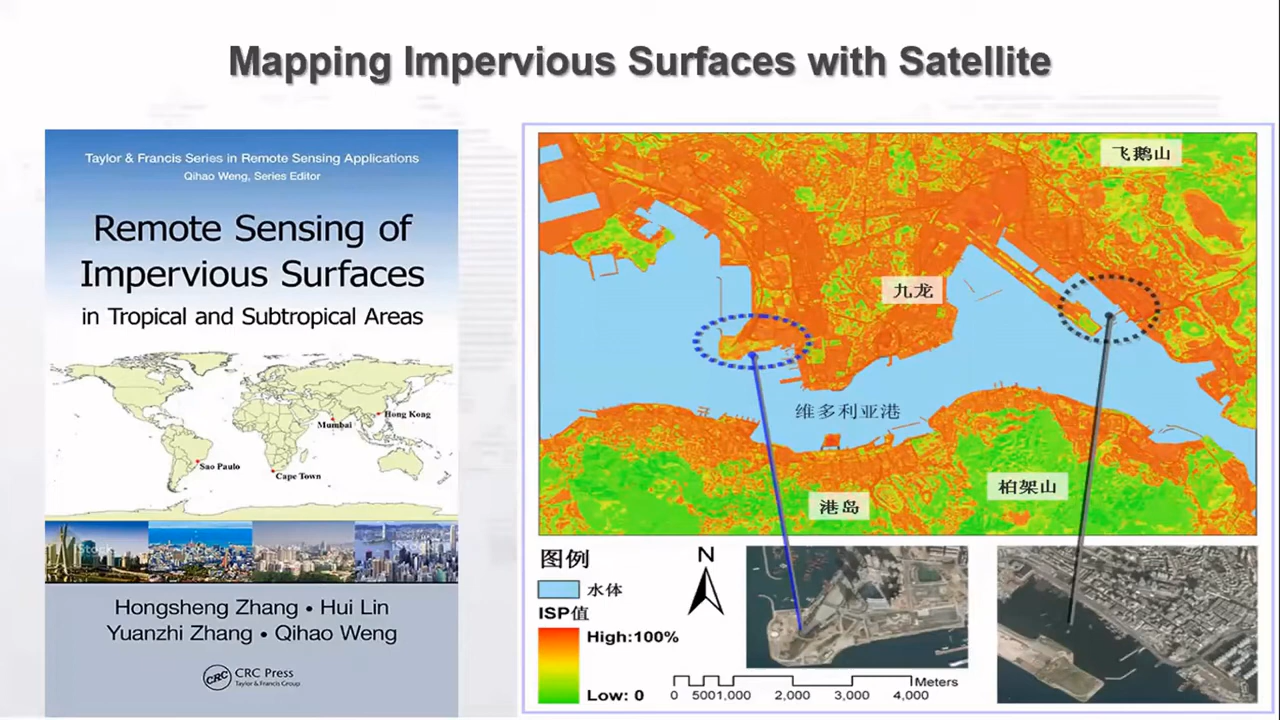 Mapping Impervious Surfaces with Satellite
Taylor & Francis Series in Remote Sensing Applications
Qihao Weng, Series Editor
Remote Sensing of
Impervious Surfaces
in Tropical and Subtropical Areas
Hong Kong
Mumbai
Sao Paulo
Cape Town
Hongsheng Zhang • Hui Lin
Yuanzhi Zhang • Qihao Weng
CRC
CRC Press
Taylor & Francis Group
飞鹅山
九龙
维多利亚港
柏架山
港岛
图例
水体
ISP值
High:100%
Low: 0
N
Meters
0 500 1,000 2,000 3,000 4,000